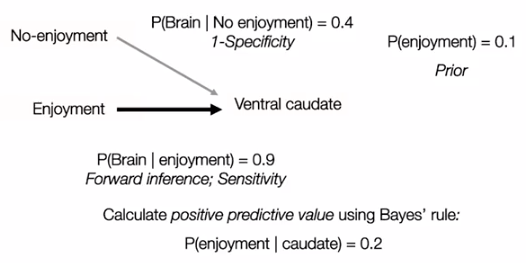 P(Brain | No enjoyment) = 0.4
No-enjoyment
1-Specificity
P(enjoyment) = 0.1
Prior
Enjoyment
Ventral caudate
P(Brain | enjoyment) = 0.9
Forward inference; Sensitivity
Calculate positive predictive value using Bayes' rule:
P(enjoyment | caudate) = 0.2